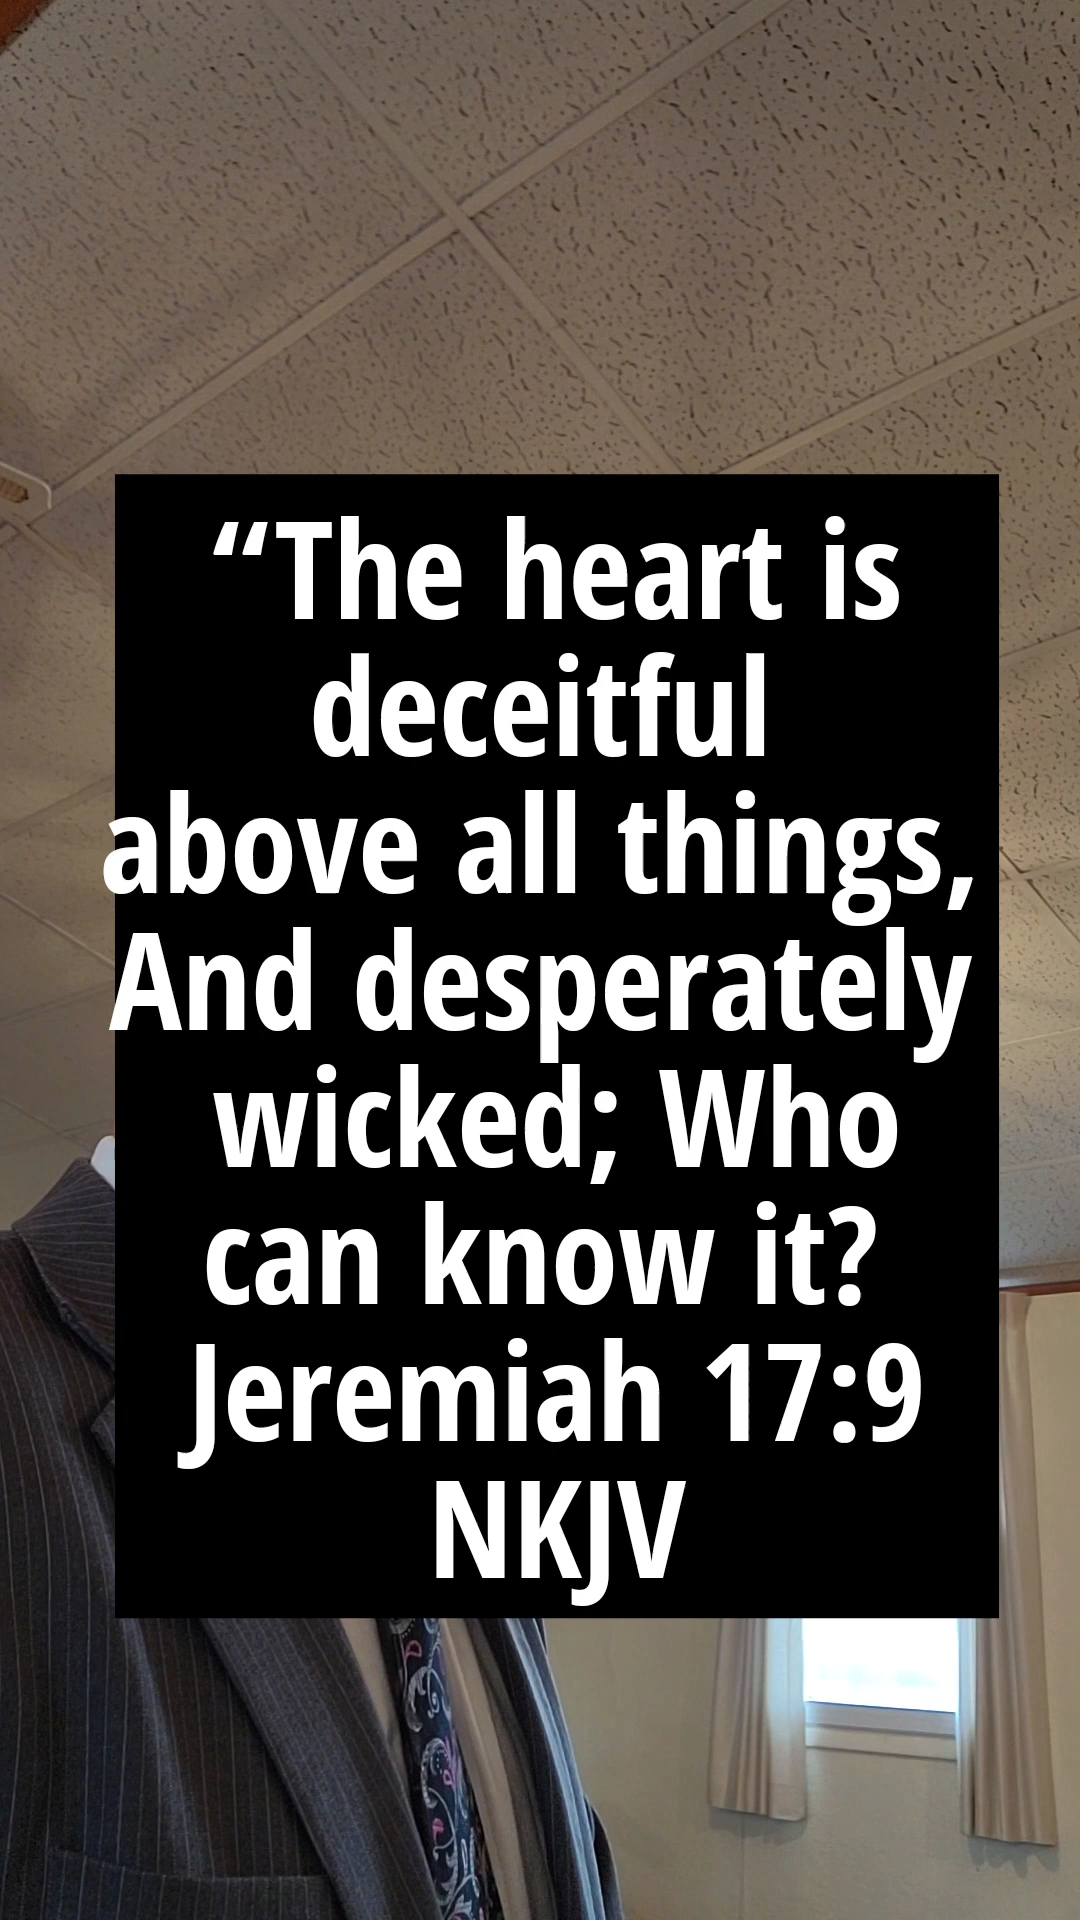 “The heart is
deceitful
above all things,
And desperately
wicked; Who
can know it?
Jeremiah 17:9
NKJV